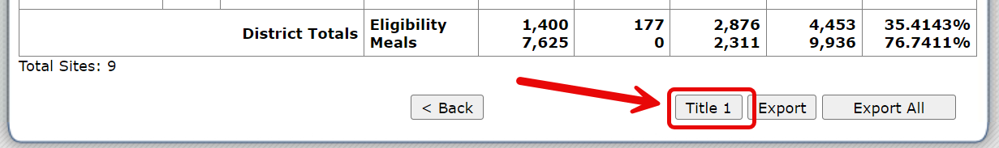 District Totals Eligibility 1,400 177 2,876 4,453 35.4143%
Meals 7,625 0 2,311 9,936 76.7411%
Total Sites: 9
< Back Title 1 Export Export All